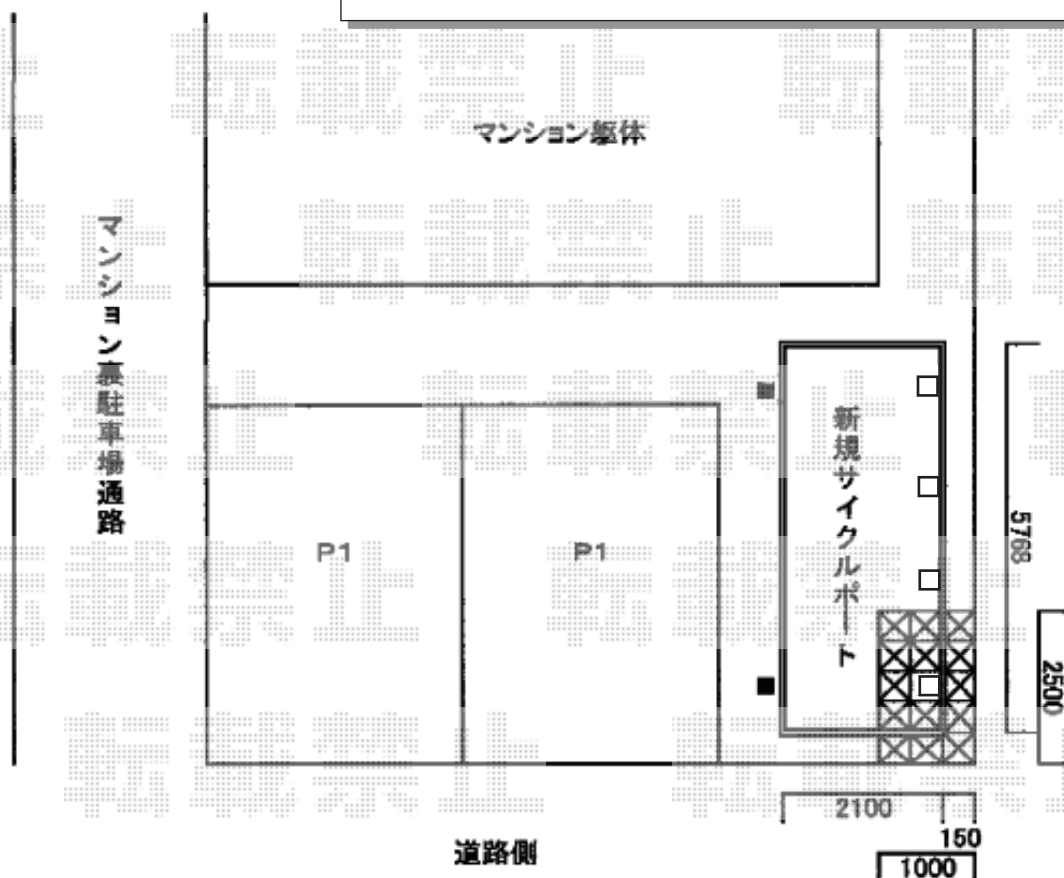 マンション躯体
マンション裏駐車場通路
新規サイクルポート
P1
P1
5768
2500
2100
150
1000
道路側
転載禁止